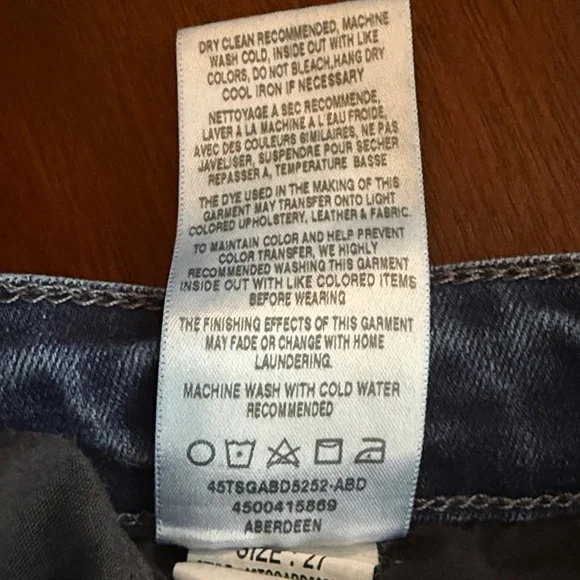 DRY CLEAN RECOMMENDED, MACHINE
WASH COLD, INSIDE OUT WITH LIKE
COLORS, DO NOT BLEACH, HANG DRY
COOL IRON IF NECESSARY
NETTOYAGE A SEC RECOMMENDE,
LAVER A LA MACHINE A L'EAU FROIDE,
AVEC DES COULEURS SIMILAIRES, NE PAS
JAVELISER, SUSPENDRE POUR SECHER
REPASSER A, TEMPERATURE BASSE
THE DYE USED IN THE MAKING OF THIS
GARMENT MAY TRANSFER ONTO LIGHT
COLORED UPHOLSTERY, LEATHER & FABRIC.
TO MAINTAIN COLOR AND HELP PREVENT
COLOR TRANSFER, WE HIGHLY
RECOMMENDED WASHING THIS GARMENT
INSIDE OUT WITH LIKE COLORED ITEMS
BEFORE WEARING
THE FINISHING EFFECTS OF THIS GARMENT
MAY FADE OR CHANGE WITH HOME
LAUNDERING.
MACHINE WASH WITH COLD WATER
RECOMMENDED
45TSGABD5252-ABD
4500415869
ABERDEEN
SIZE : 27